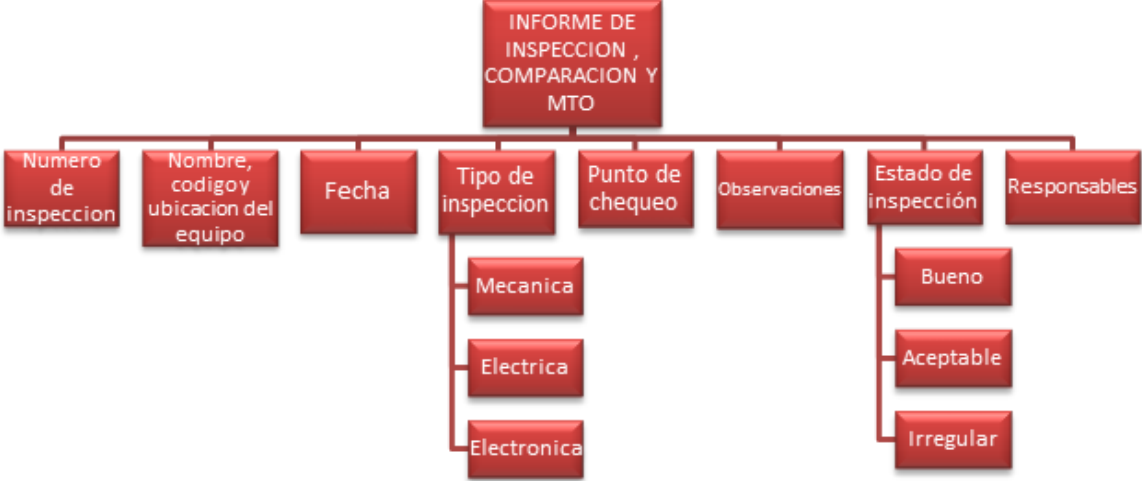 INFORME DE
INSPECCION ,
COMPARACION Y
MTO
Numero
de
inspeccion
Nombre,
codigo y
ubicacion del
equipo
Fecha
Tipo de
inspeccion
Punto de
chequeo
Observaciones
Estado de
inspección
Responsables
Mecanica
Electrica
Electronica
Bueno
Aceptable
Irregular